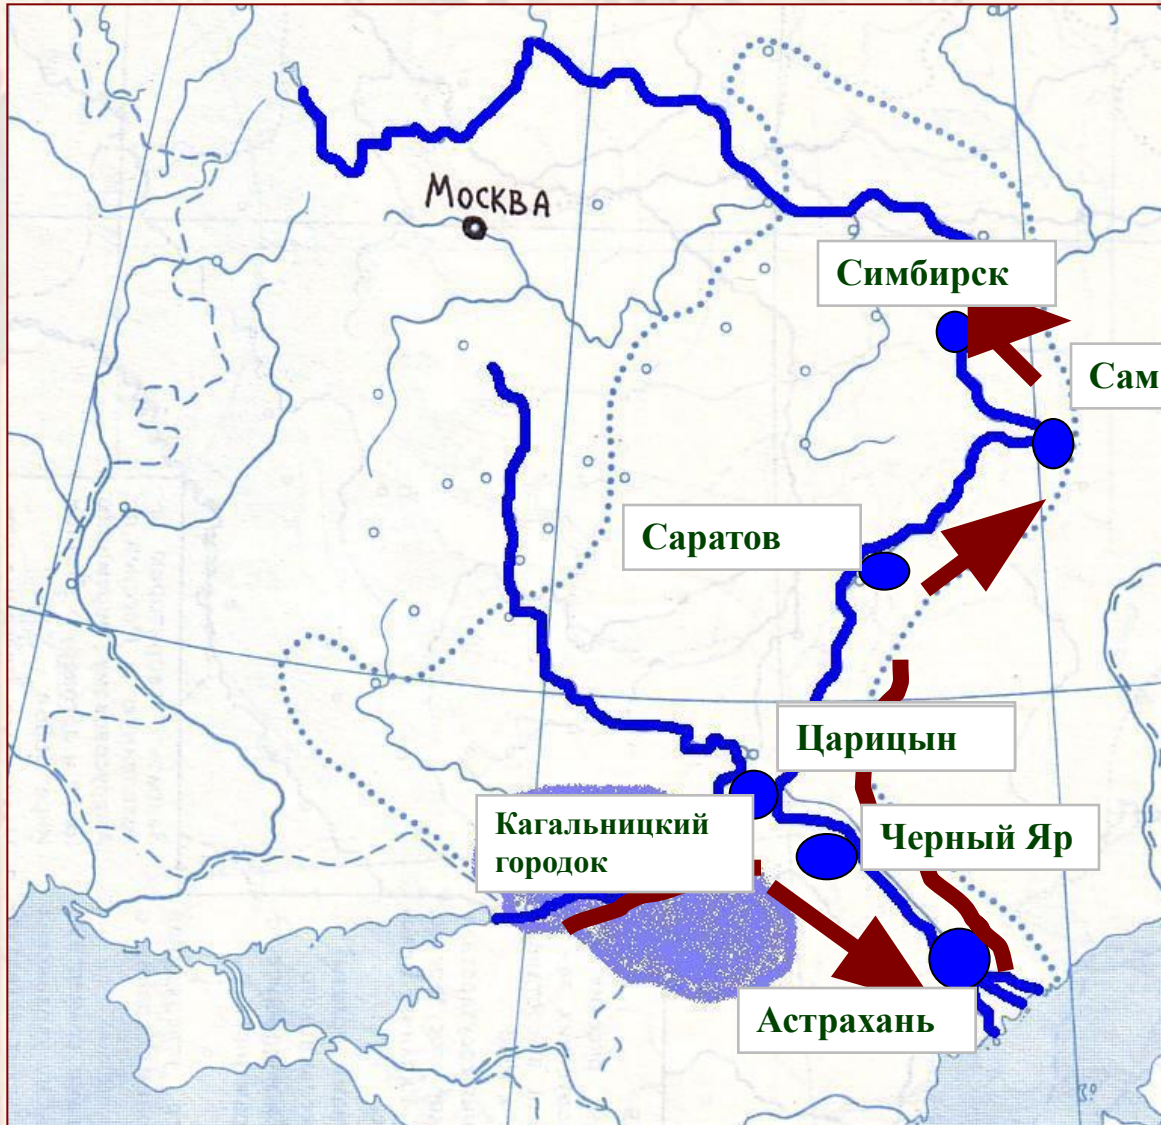 МОСКВА
Симбирск
Сам
Саратов
Царицын
Кагальницкий
городок
Черный Яр
Астрахань